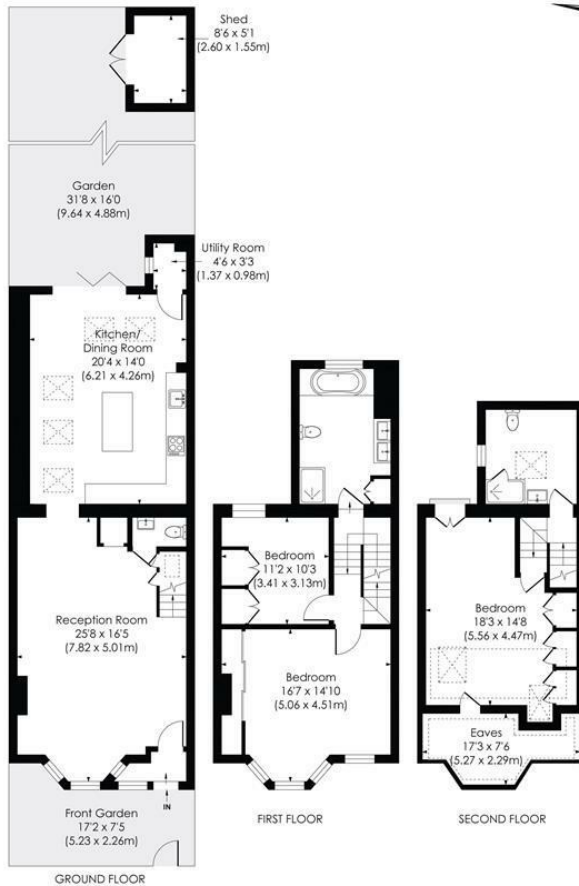 Shed
8'6 x 5'1
(2.60 x 1.55m)
Garden
31'8 x 16'0
(9.64 x 4.88m)
Utility Room
4'6 x 3'3
(1.37 x 0.98m)
Kitchen/
Dining Room
20'4 x 14'0
(6.21 x 4.26m)
Reception Room
25'8 x 16'5
(7.82 x 5.01m)
IN
Front Garden
17'2 x 7'5
(5.23 x 2.26m)
GROUND FLOOR
Bedroom
11'2 x 10'3
(3.41 x 3.13m)
Bedroom
16'7 x 14'10
(5.06 x 4.51m)
FIRST FLOOR
Bedroom
18'3 x 14'8
(5.56 x 4.47m)
Eaves
17'3 x 7'6
(5.27 x 2.29m)
SECOND FLOOR